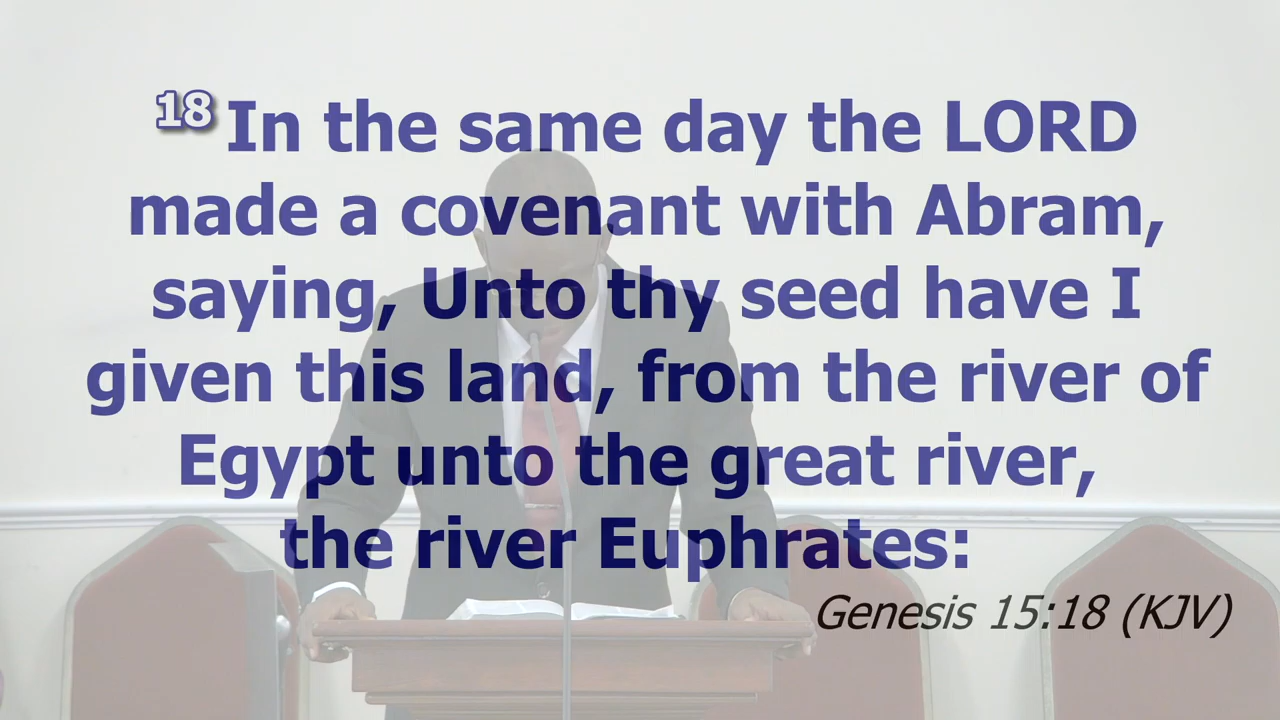 18 In the same day the LORD
made a covenant with Abram,
saying, Unto thy seed have I
given this land, from the river of
Egypt unto the great river,
the river Euphrates:
Genesis 15:18 (KJV)